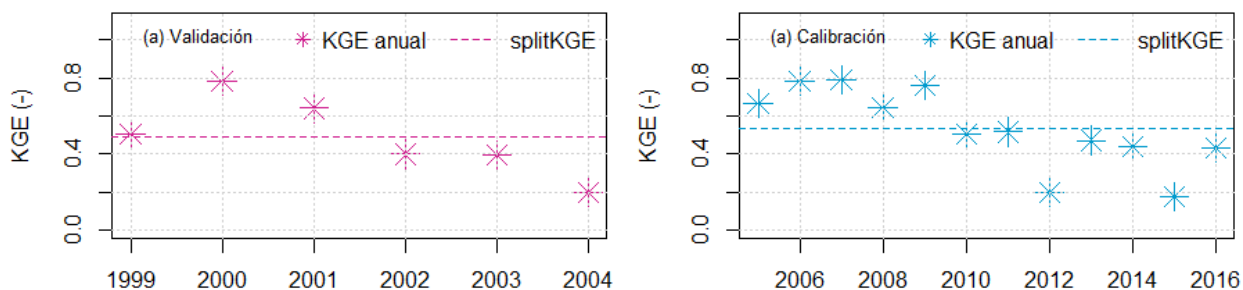 (a) Validación KGE anual splitKGE
KGE (-)
0.8
0.4
0.0
1999 2000 2001 2002 2003 2004
(a) Calibración KGE anual splitKGE
KGE (-)
0.8
0.4
0.0
2006 2008 2010 2012 2014 2016